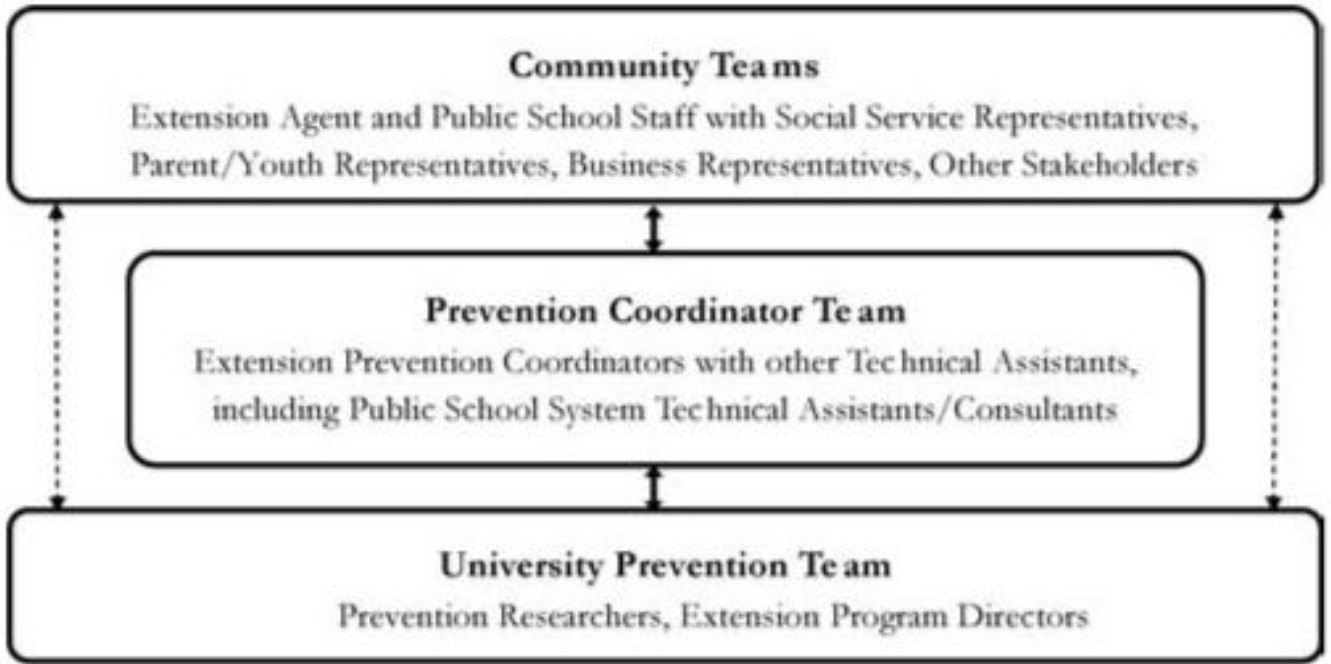 Community Teams
Extension Agent and Public School Staff with Social Service Representatives,
Parent/Youth Representatives, Business Representatives, Other Stakeholders
Prevention Coordinator Team
Extension Prevention Coordinators with other Technical Assistants,
including Public School System Technical Assistants/Consultants
University Prevention Team
Prevention Researchers, Extension Program Directors